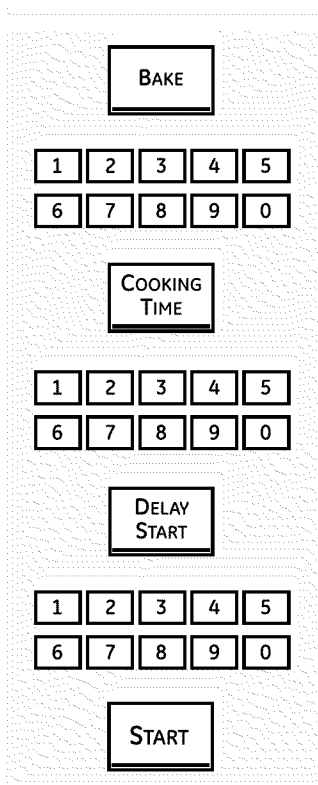 BAKE
1 2 3 4 5
6 7 8 9 0
COOKING
TIME
1 2 3 4 5
6 7 8 9 0
DELAY
START
1 2 3 4 5
6 7 8 9 0
START